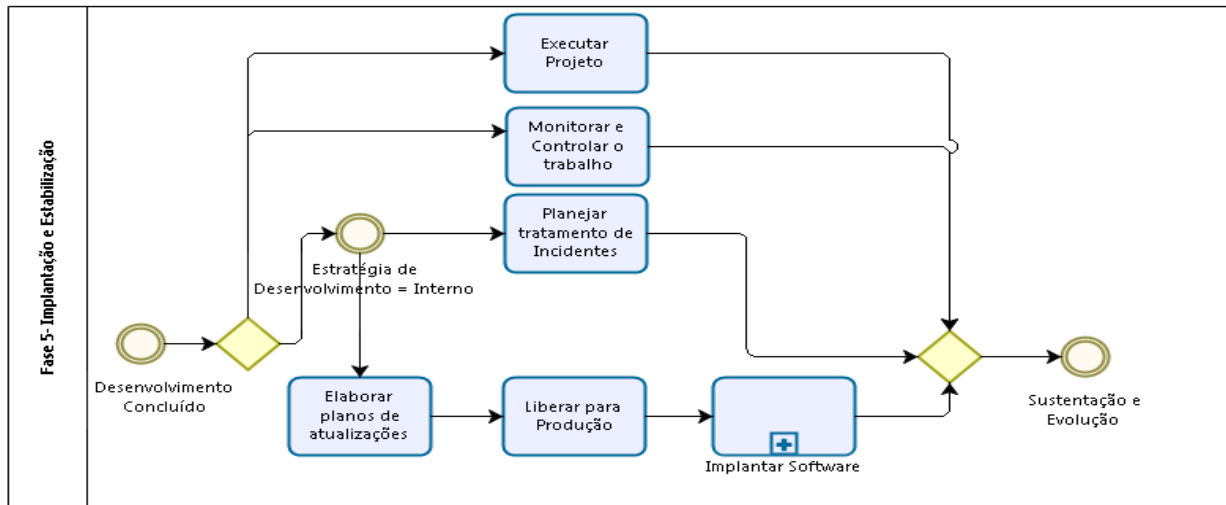 Fase 5- Implantação e Estabilização
Executar
Projeto
Monitorar e
Controlar o
trabalho
Planejar
tratamento de
Incidentes
Estratégia de
Desenvolvimento = Interno
Desenvolvimento
Concluído
Elaborar
planos de
atualizações
Liberar para
Produção
Implantar Software
Sustentação e
Evolução